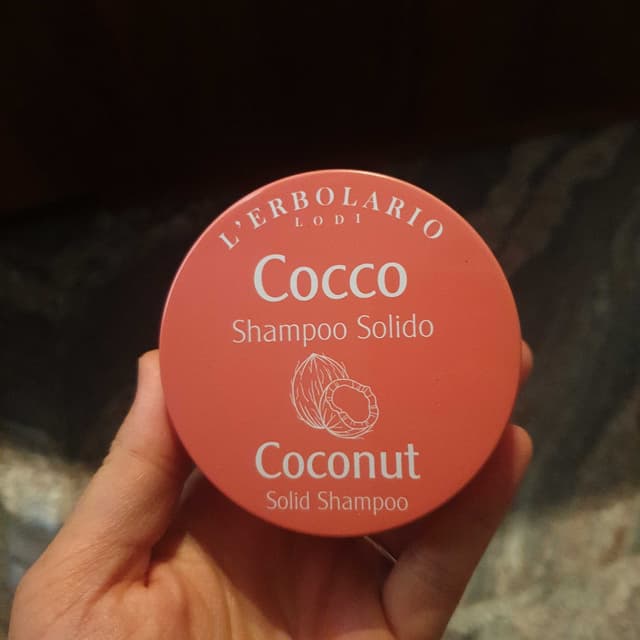 L'ERBOLARIO
LODI
Cocco
Shampoo Solido
Coconut
Solid Shampoo